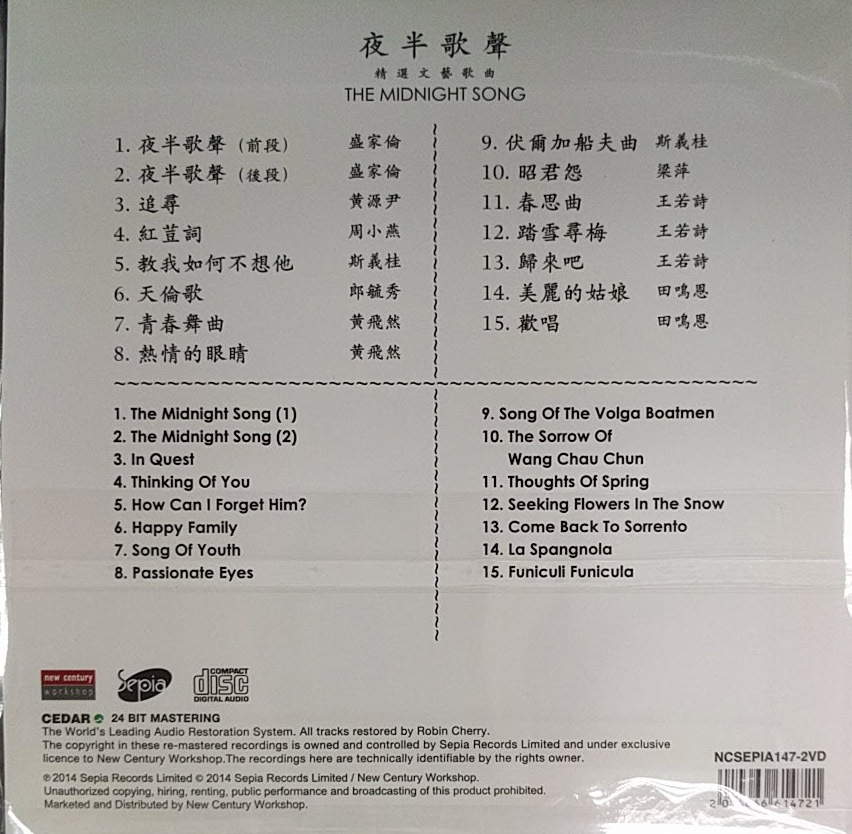 夜半歌聲
精選文藝歌曲
THE MIDNIGHT SONG
1. 夜半歌聲（前段） 盛家倫
2. 夜半歌聲（後段） 盛家倫
3. 追尋 黃源尹
4. 紅荳詞 周小燕
5. 教我如何不想他 斯義桂
6. 天倫歌 郎毓秀
7. 青春舞曲 黃飛然
8. 熱情的眼睛 黃飛然
9. 伏爾加船夫曲 斯義桂
10. 昭君怨 梁萍
11. 春思曲 王若詩
12. 踏雪尋梅 王若詩
13. 歸來吧 王若詩
14. 美麗的姑娘 田鳴恩
15. 歡唱 田鳴恩
1. The Midnight Song (1)
2. The Midnight Song (2)
3. In Quest
4. Thinking Of You
5. How Can I Forget Him?
6. Happy Family
7. Song Of Youth
8. Passionate Eyes
9. Song Of The Volga Boatmen
10. The Sorrow Of
Wang Chau Chun
11. Thoughts Of Spring
12. Seeking Flowers In The Snow
13. Come Back To Sorrento
14. La Spangnola
15. Funiculi Funicula
new century
workshop
Sepia
COMPACT
disc
DIGITAL AUDIO
CEDAR 24 BIT MASTERING
The World's Leading Audio Restoration System. All tracks restored by Robin Cherry.
The copyright in these re-mastered recordings is owned and controlled by Sepia Records Limited and under exclusive
licence to New Century Workshop.The recordings here are technically identifiable by the rights owner.
℗ 2014 Sepia Records Limited © 2014 Sepia Records Limited / New Century Workshop.
Unauthorized copying, hiring, renting, public performance and broadcasting of this product prohibited.
Marketed and Distributed by New Century Workshop.
NCSEPIA147-2VD